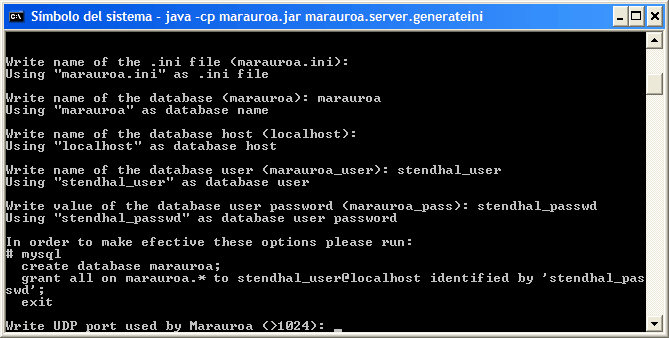 Símbolo del sistema - java -cp marauroa.jar marauroa.server.generateini
Write name of the .ini file (marauroa.ini):
Using "marauroa.ini" as .ini file
Write name of the database (marauroa): marauroa
Using "marauroa" as database name
Write name of the database host (localhost):
Using "localhost" as database host
Write name of the database user (marauroa_user): stendhal_user
Using "stendhal_user" as database user
Write value of the database user password (marauroa_pass): stendhal_passwd
Using "stendhal_passwd" as database user password
In order to make efective these options please run:
# mysql
create database marauroa;
grant all on marauroa.* to stendhal_user@localhost identified by 'stendhal_pas
swd';
exit
Write UDP port used by Marauroa (>1024): _